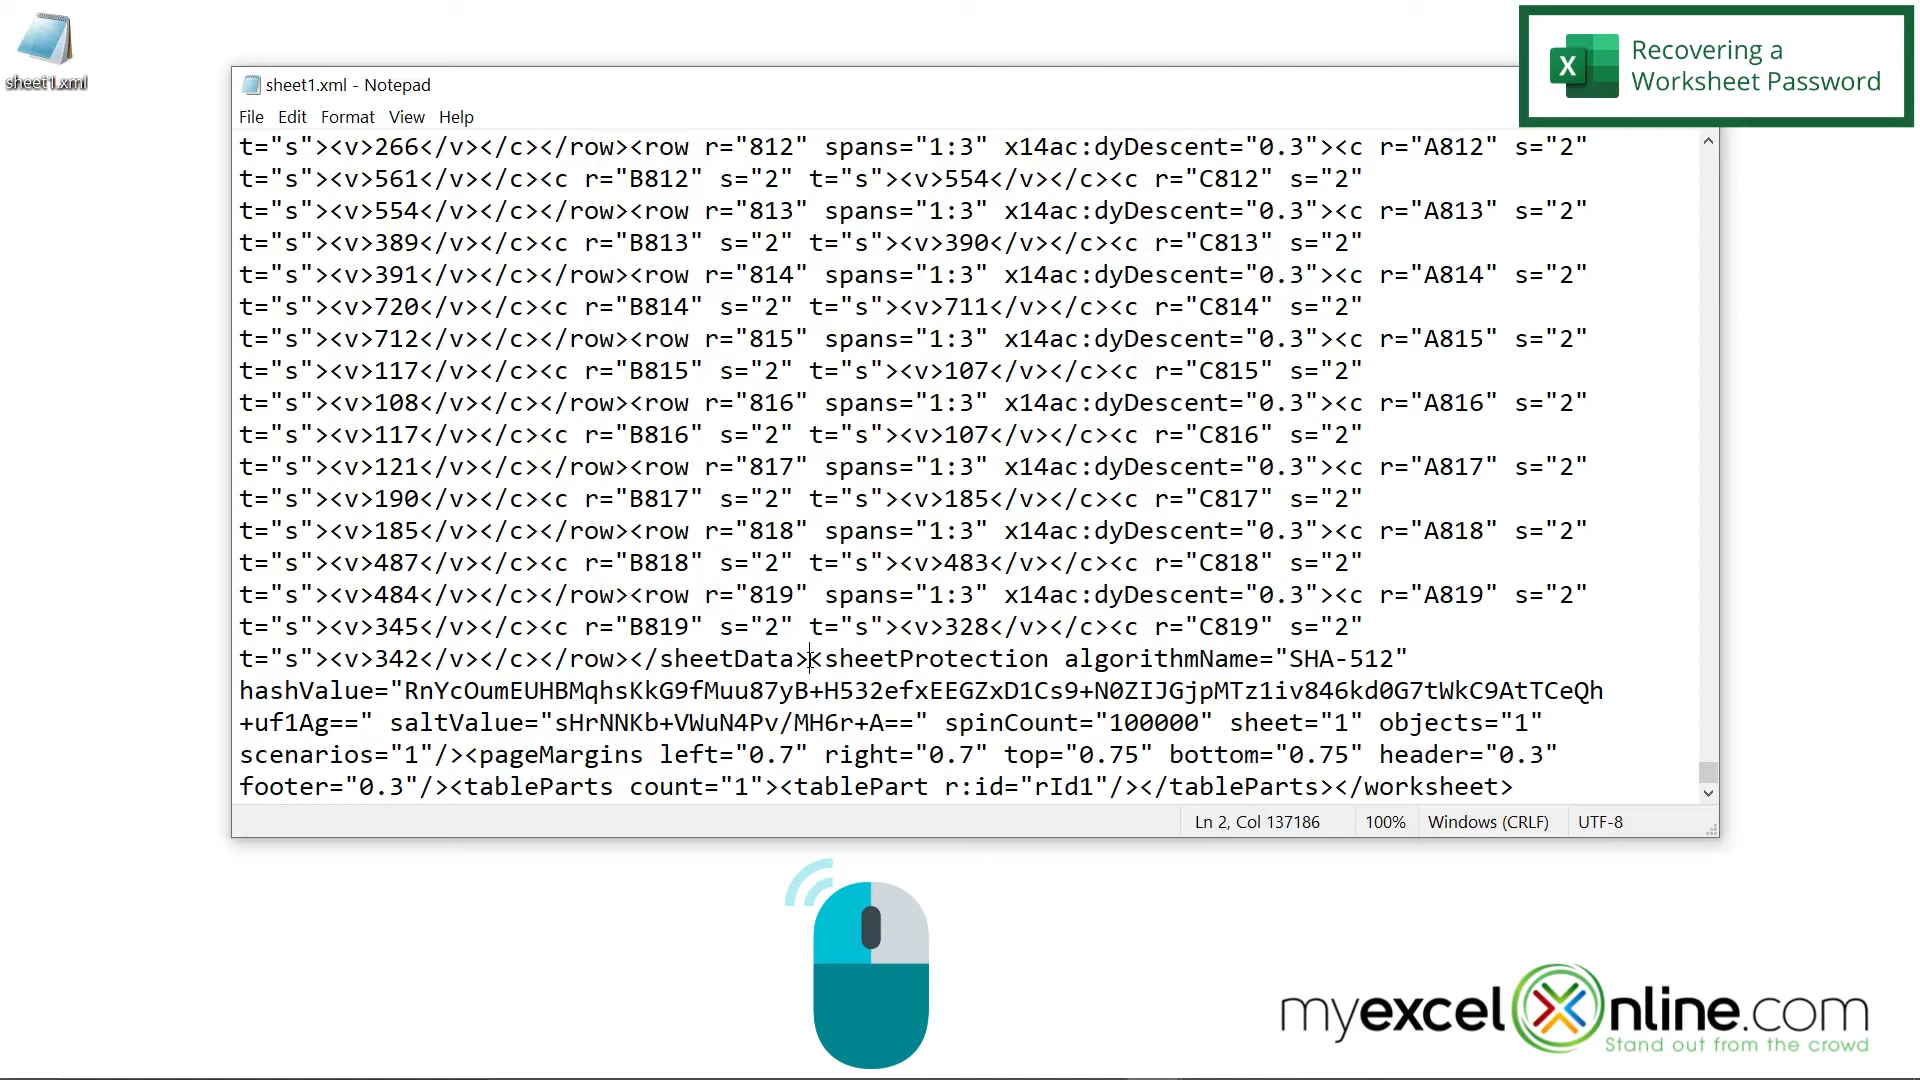 sheet1.xml
Recovering a
Worksheet Password
sheet1.xml - Notepad
File Edit Format View Help
t="s"><v>266</v></c></row><row r="812" spans="1:3" x14ac:dyDescent="0.3"><c r="A812" s="2"
t="s"><v>561</v></c><c r="B812" s="2" t="s"><v>554</v></c><c r="C812" s="2"
t="s"><v>554</v></c></row><row r="813" spans="1:3" x14ac:dyDescent="0.3"><c r="A813" s="2"
t="s"><v>389</v></c><c r="B813" s="2" t="s"><v>390</v></c><c r="C813" s="2"
t="s"><v>391</v></c></row><row r="814" spans="1:3" x14ac:dyDescent="0.3"><c r="A814" s="2"
t="s"><v>720</v></c><c r="B814" s="2" t="s"><v>711</v></c><c r="C814" s="2"
t="s"><v>712</v></c></row><row r="815" spans="1:3" x14ac:dyDescent="0.3"><c r="A815" s="2"
t="s"><v>117</v></c><c r="B815" s="2" t="s"><v>107</v></c><c r="C815" s="2"
t="s"><v>108</v></c></row><row r="816" spans="1:3" x14ac:dyDescent="0.3"><c r="A816" s="2"
t="s"><v>117</v></c><c r="B816" s="2" t="s"><v>107</v></c><c r="C816" s="2"
t="s"><v>121</v></c></row><row r="817" spans="1:3" x14ac:dyDescent="0.3"><c r="A817" s="2"
t="s"><v>190</v></c><c r="B817" s="2" t="s"><v>185</v></c><c r="C817" s="2"
t="s"><v>185</v></c></row><row r="818" spans="1:3" x14ac:dyDescent="0.3"><c r="A818" s="2"
t="s"><v>487</v></c><c r="B818" s="2" t="s"><v>483</v></c><c r="C818" s="2"
t="s"><v>484</v></c></row><row r="819" spans="1:3" x14ac:dyDescent="0.3"><c r="A819" s="2"
t="s"><v>345</v></c><c r="B819" s="2" t="s"><v>328</v></c><c r="C819" s="2"
t="s"><v>342</v></c></row></sheetData><sheetProtection algorithmName="SHA-512"
hashValue="RnYcOumEUHBMqhsKkG9fMuu87yB+H532efxEEGZxD1Cs9+N0ZIJGjpMTz1iv846kd0G7tWkC9AtTCeQh
+uf1Ag==" saltValue="sHrNNKb+VWuN4Pv/MH6r+A==" spinCount="100000" sheet="1" objects="1"
scenarios="1"/><pageMargins left="0.7" right="0.7" top="0.75" bottom="0.75" header="0.3"
footer="0.3"/><tableParts count="1"><tablePart r:id="rId1"/></tableParts></worksheet>
Ln 2, Col 137186 100% Windows (CRLF) UTF-8
myexcelOnline.com
Stand out from the crowd